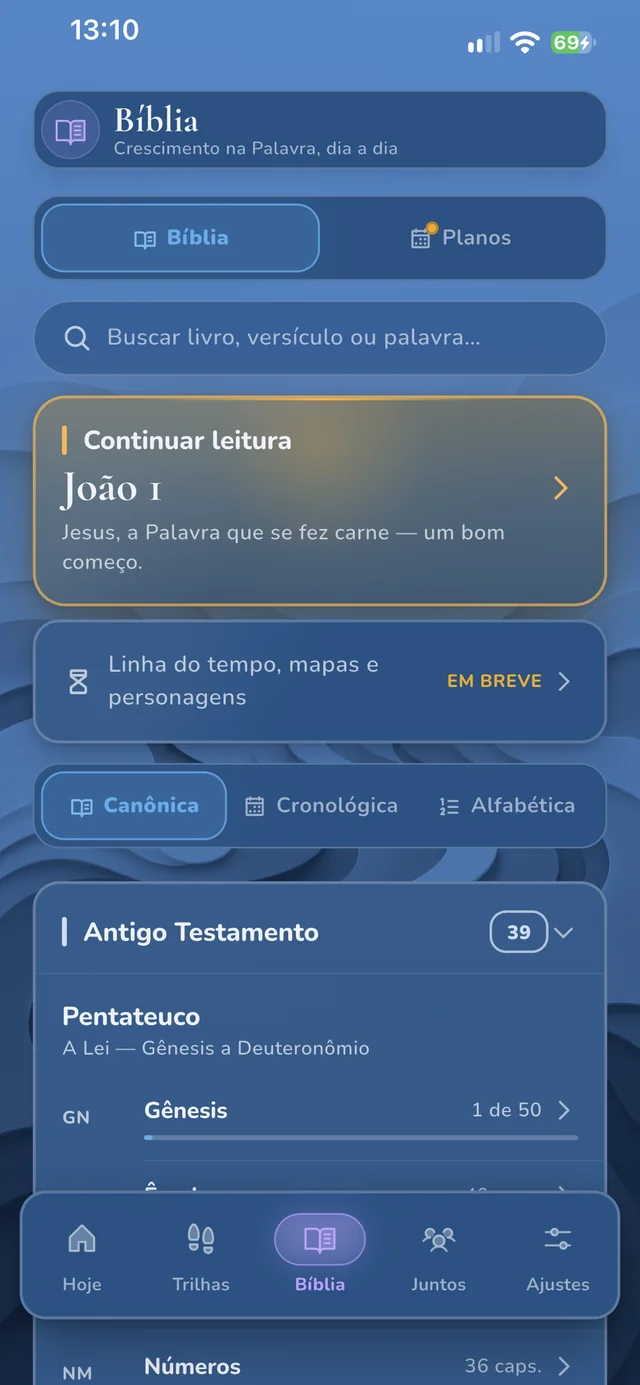 13:10
69
Bíblia
Crescimento na Palavra, dia a dia
Bíblia
Planos
Buscar livro, versículo ou palavra...
Continuar leitura
João 1
Jesus, a Palavra que se fez carne — um bom
começo.
Linha do tempo, mapas e
personagens
EM BREVE
Canônica
Cronológica
Alfabética
Antigo Testamento
39
Pentateuco
A Lei — Gênesis a Deuteronômio
GN
Gênesis
1 de 50
Hoje
Trilhas
Bíblia
Juntos
Ajustes
NM
Números
36 caps.